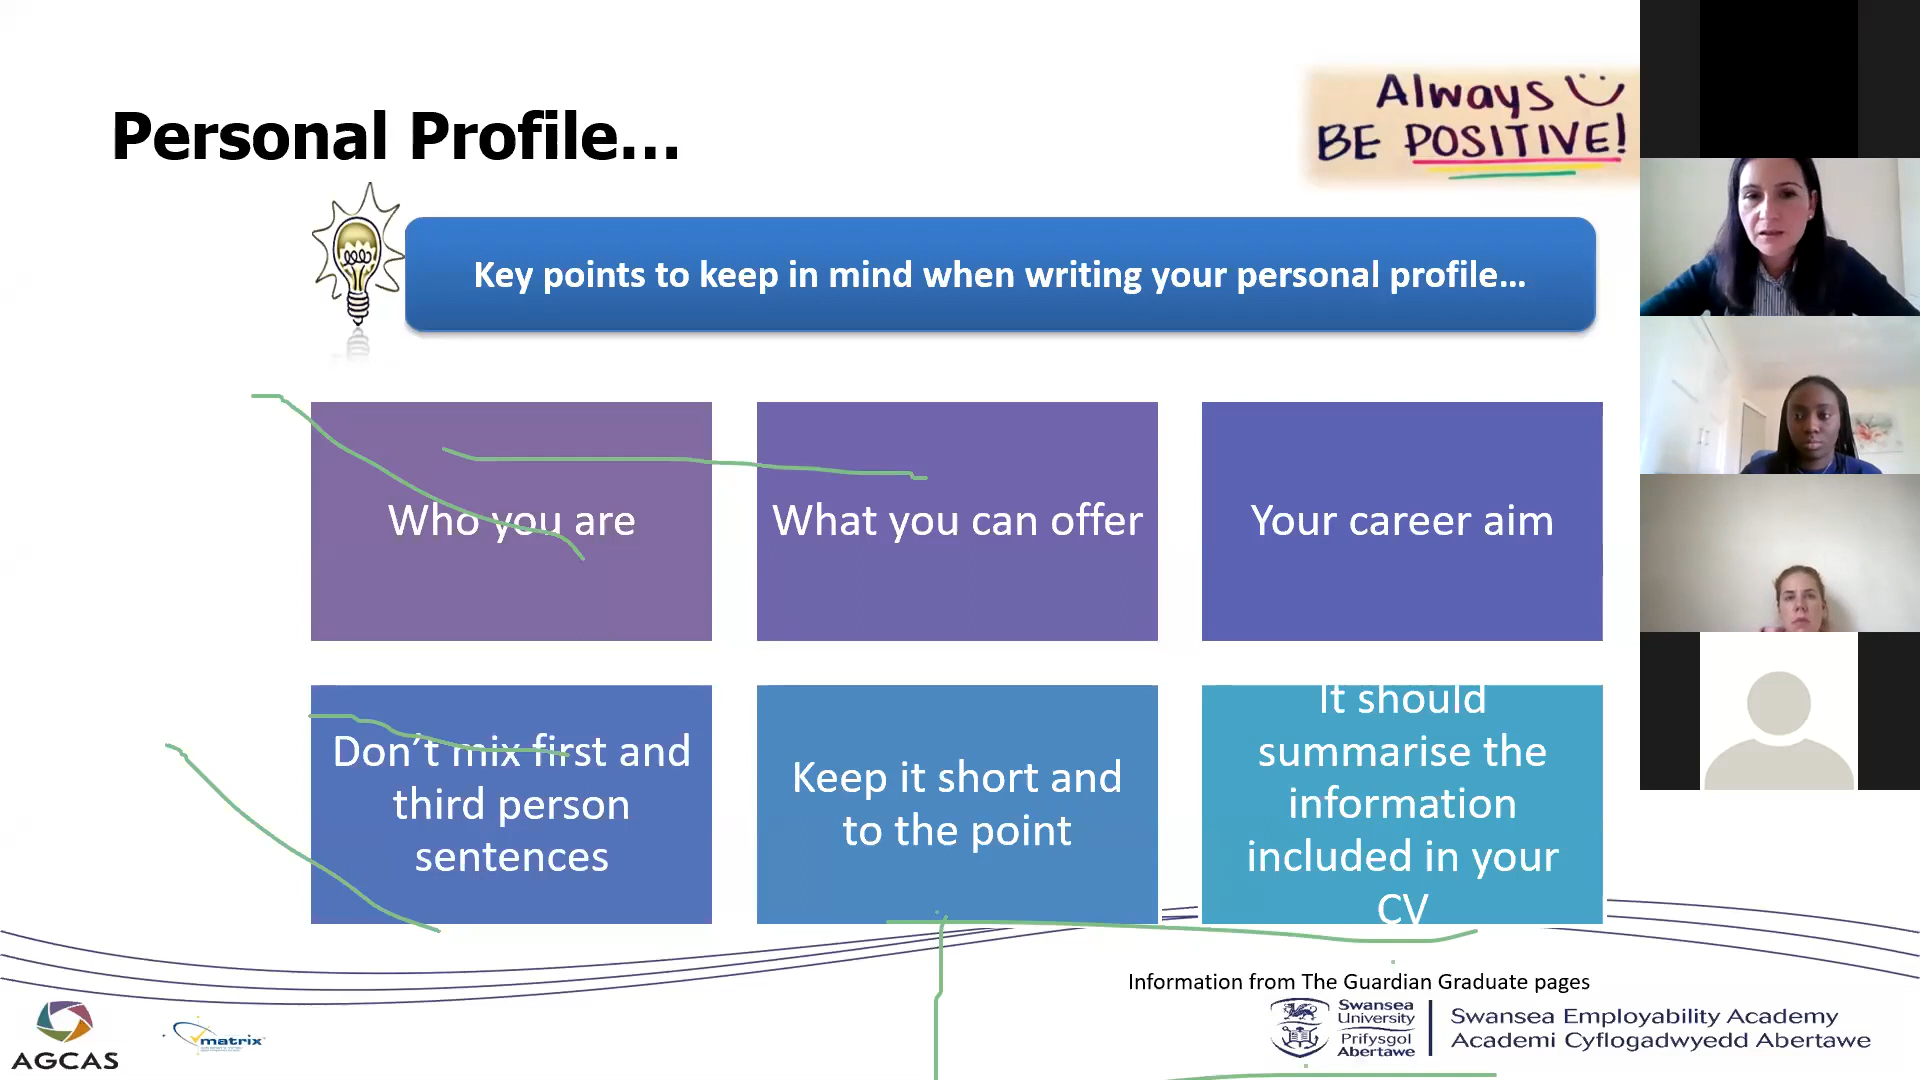 Always
BE POSITIVE!
Personal Profile...
Key points to keep in mind when writing your personal profile...
Who you are
What you can offer
Your career aim
Don't mix first and
third person
sentences
Keep it short and
to the point
It should
summarise the
information
included in your
CV
Information from The Guardian Graduate pages
AGCAS
matrix
Swansea
University
Prifysgol
Abertawe
Swansea Employability Academy
Academi Cyflogadwyedd Abertawe